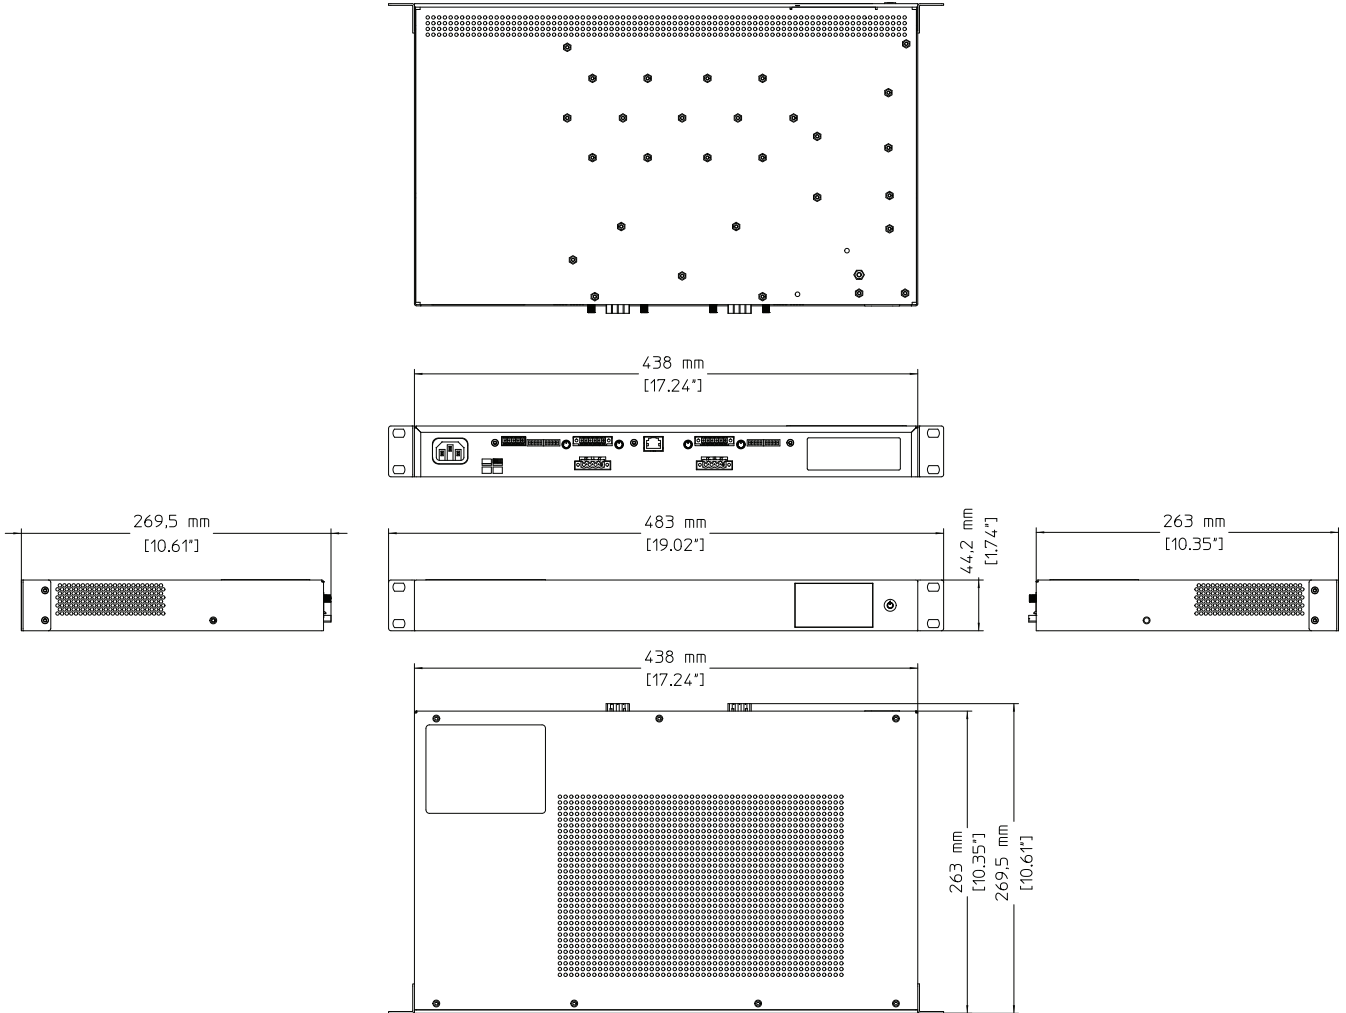 438 mm
[17.24"]
269,5 mm
[10.61"]
483 mm
[19.02"]
44,2 mm
[1.74"]
263 mm
[10.35"]
438 mm
[17.24"]
263 mm
[10.35"]
269,5 mm
[10.61"]